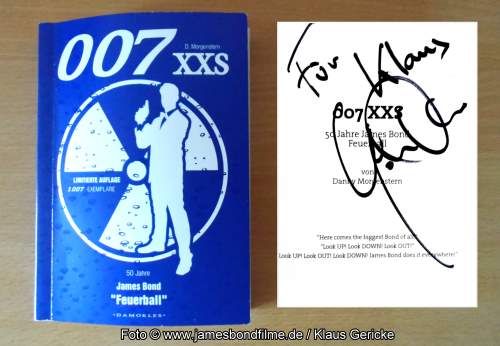 007
D. Morgenstern
XXS
LIMITIERTE AUFLAGE
1007 EXEMPLARE
50 Jahre
James Bond
"Feuerball"
-DAMOKLES-
Für Klaus
007 XXS
50 Jahre James Bond
Feuerball
von
Danny Morgenstern
"Here comes the biggest Bond of all!
"Look UP! Look DOWN! Look OUT!"
Look UP! Look OUT! Look DOWN! James Bond does it everywhere!"
Foto © www.jamesbondfilme.de / Klaus Gericke